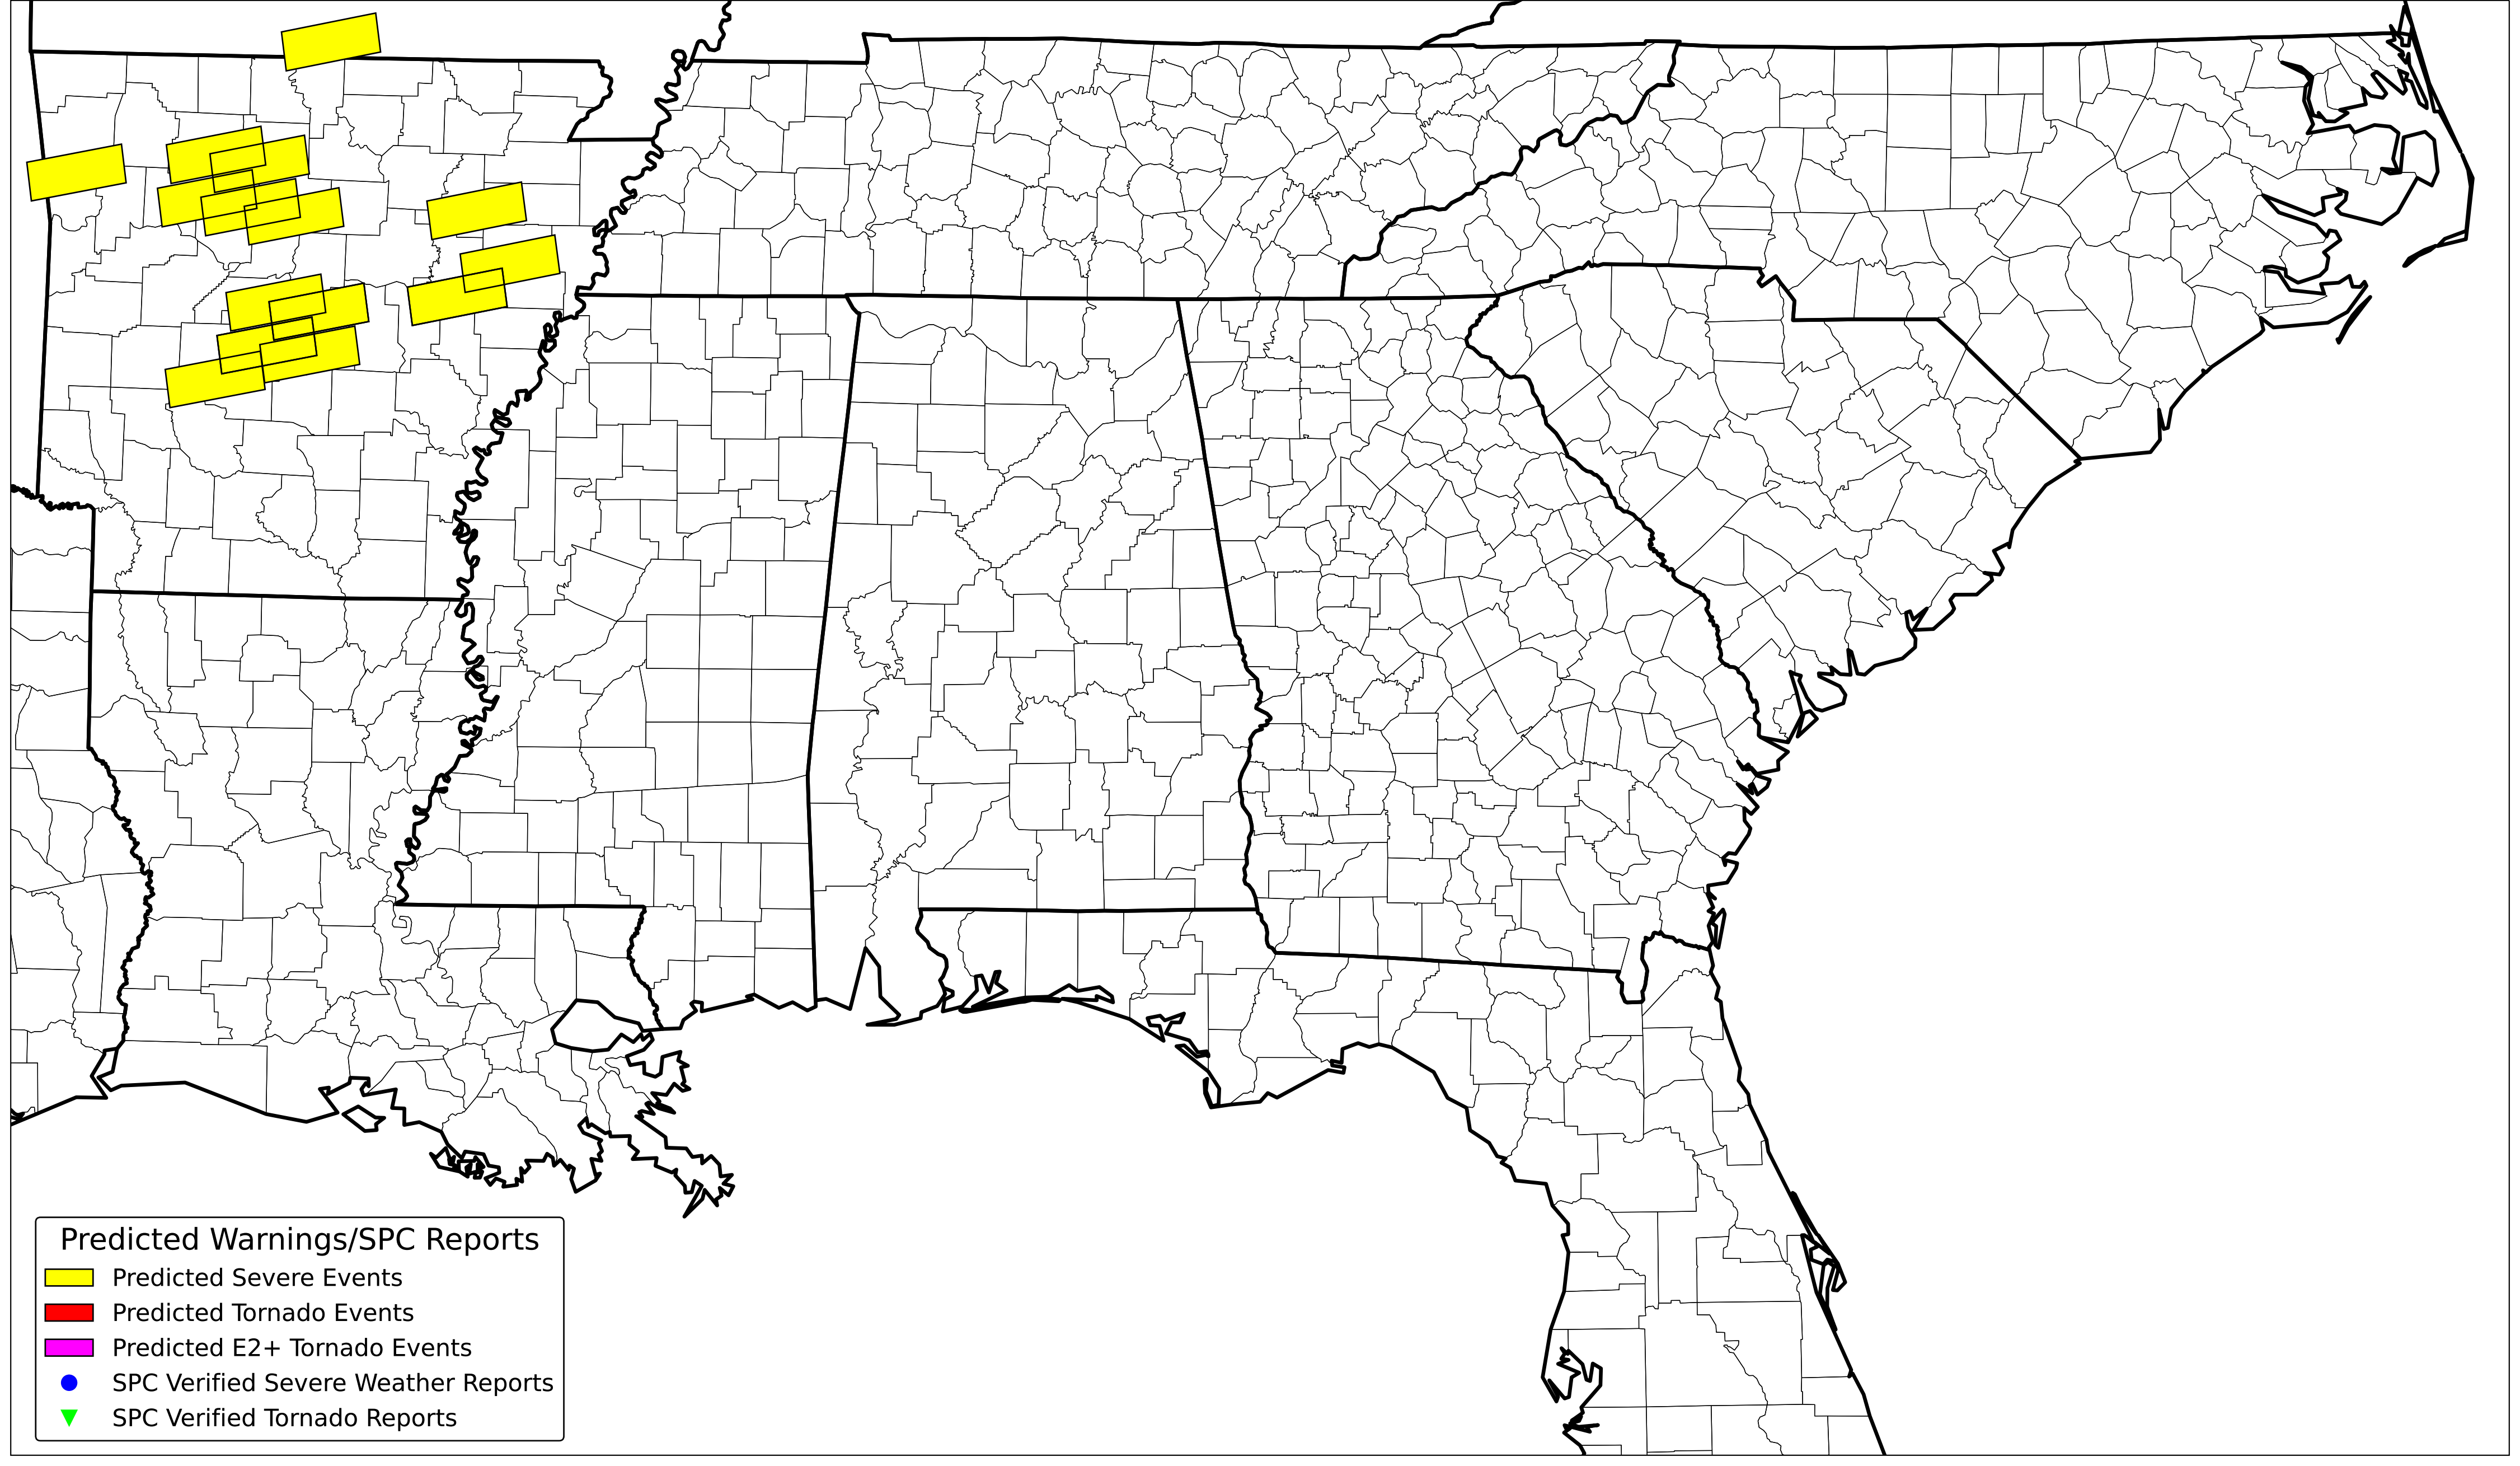 Predicted Warnings/SPC Reports
Predicted Severe Events
Predicted Tornado Events
Predicted E2+ Tornado Events
SPC Verified Severe Weather Reports
SPC Verified Tornado Reports